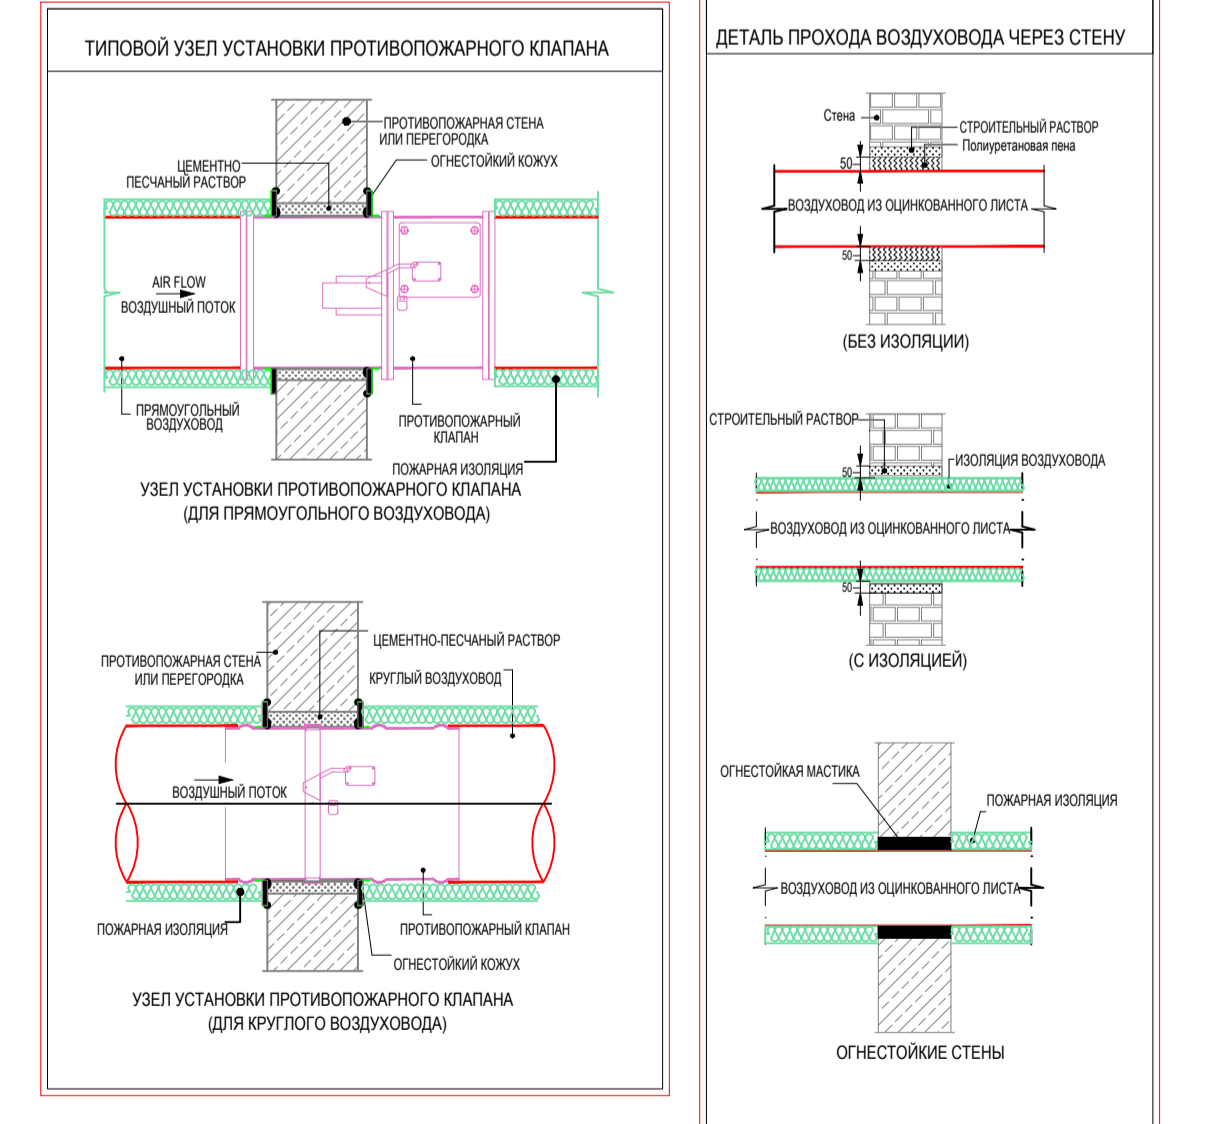 ТИПОВОЙ УЗЕЛ УСТАНОВКИ ПРОТИВОПОЖАРНОГО КЛАПАНА
ПРОТИВОПОЖАРНАЯ СТЕНА
ИЛИ ПЕРЕГОРОДКА
ОГНЕСТОЙКИЙ КОЖУХ
ЦЕМЕНТНО
ПЕСЧАНЫЙ РАСТВОР
AIR FLOW
ВОЗДУШНЫЙ ПОТОК
ПРЯМОУГОЛЬНЫЙ
ВОЗДУХОВОД
ПРОТИВОПОЖАРНЫЙ
КЛАПАН
ПОЖАРНАЯ ИЗОЛЯЦИЯ
УЗЕЛ УСТАНОВКИ ПРОТИВОПОЖАРНОГО КЛАПАНА
(ДЛЯ ПРЯМОУГОЛЬНОГО ВОЗДУХОВОДА)
ЦЕМЕНТНО-ПЕСЧАНЫЙ РАСТВОР
ПРОТИВОПОЖАРНАЯ СТЕНА
ИЛИ ПЕРЕГОРОДКА
КРУГЛЫЙ ВОЗДУХОВОД
ВОЗДУШНЫЙ ПОТОК
ПОЖАРНАЯ ИЗОЛЯЦИЯ
ПРОТИВОПОЖАРНЫЙ КЛАПАН
ОГНЕСТОЙКИЙ КОЖУХ
УЗЕЛ УСТАНОВКИ ПРОТИВОПОЖАРНОГО КЛАПАНА
(ДЛЯ КРУГЛОГО ВОЗДУХОВОДА)
ДЕТАЛЬ ПРОХОДА ВОЗДУХОВОДА ЧЕРЕЗ СТЕНУ
Стена
СТРОИТЕЛЬНЫЙ РАСТВОР
Полиуретановая пена
50
ВОЗДУХОВОД ИЗ ОЦИНКОВАННОГО ЛИСТА
50
(БЕЗ ИЗОЛЯЦИИ)
СТРОИТЕЛЬНЫЙ РАСТВОР
ИЗОЛЯЦИЯ ВОЗДУХОВОДА
50
ВОЗДУХОВОД ИЗ ОЦИНКОВАННОГО ЛИСТА
50
(С ИЗОЛЯЦИЕЙ)
ОГНЕСТОЙКАЯ МАСТИКА
ПОЖАРНАЯ ИЗОЛЯЦИЯ
ВОЗДУХОВОД ИЗ ОЦИНКОВАННОГО ЛИСТА
ОГНЕСТОЙКИЕ СТЕНЫ